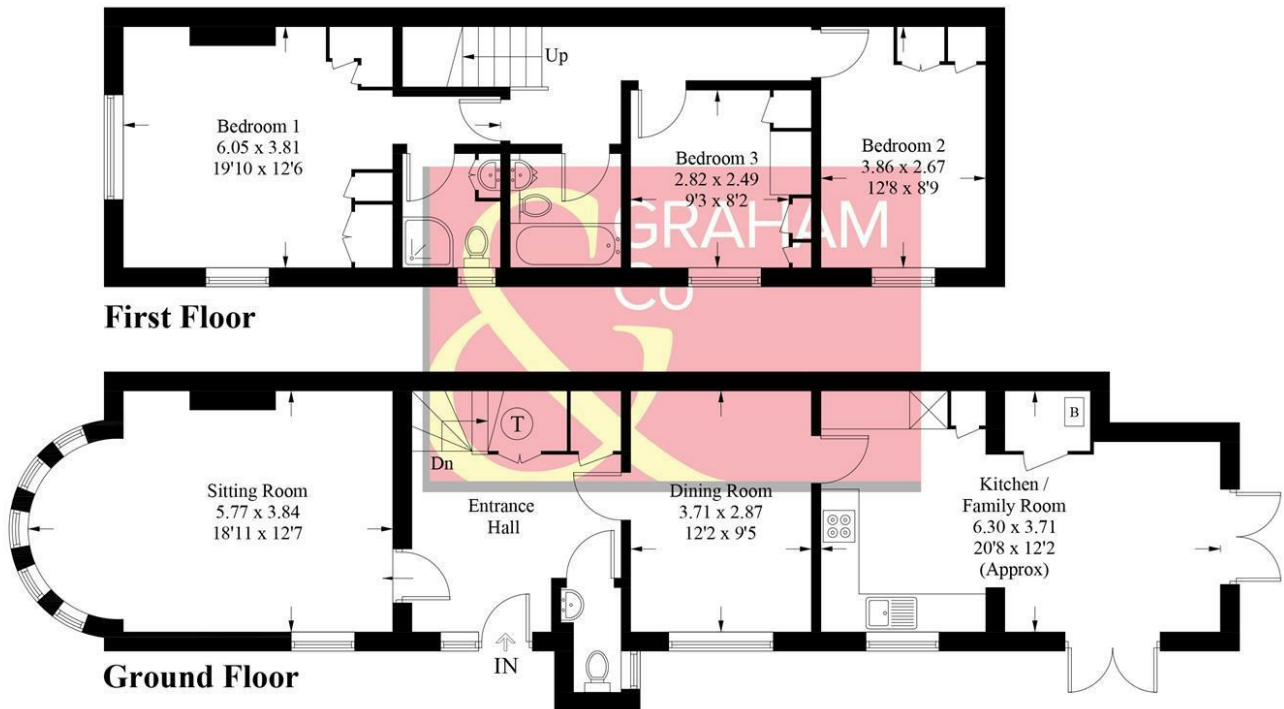 Up
Bedroom 1
6.05 x 3.81
19'10 x 12'6
Bedroom 3
2.82 x 2.49
9'3 x 8'2
Bedroom 2
3.86 x 2.67
12'8 x 8'9
&
GRAHAM
Co
First Floor
T
B
Dn
Sitting Room
5.77 x 3.84
18'11 x 12'7
Entrance
Hall
Dining Room
3.71 x 2.87
12'2 x 9'5
Kitchen /
Family Room
6.30 x 3.71
20'8 x 12'2
(Approx)
IN
Ground Floor